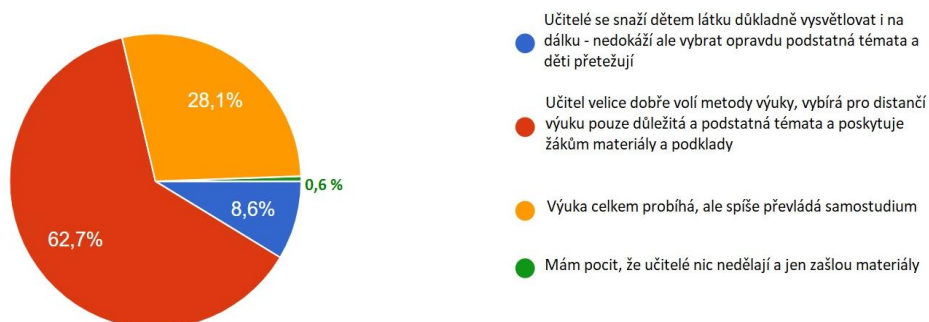 28,1%
0,6 %
8,6%
62,7%
Učitelé se snaží dětem látku důkladně vysvětlovat i na
dálku - nedokáží ale vybrat opravdu podstatná témata a
děti přetežují
Učitel velice dobře volí metody výuky, vybírá pro distančí
výuku pouze důležitá a podstatná témata a poskytuje
žákům materiály a podklady
Výuka celkem probíhá, ale spíše převládá samostudium
Mám pocit, že učitelé nic nedělají a jen zašlou materiály